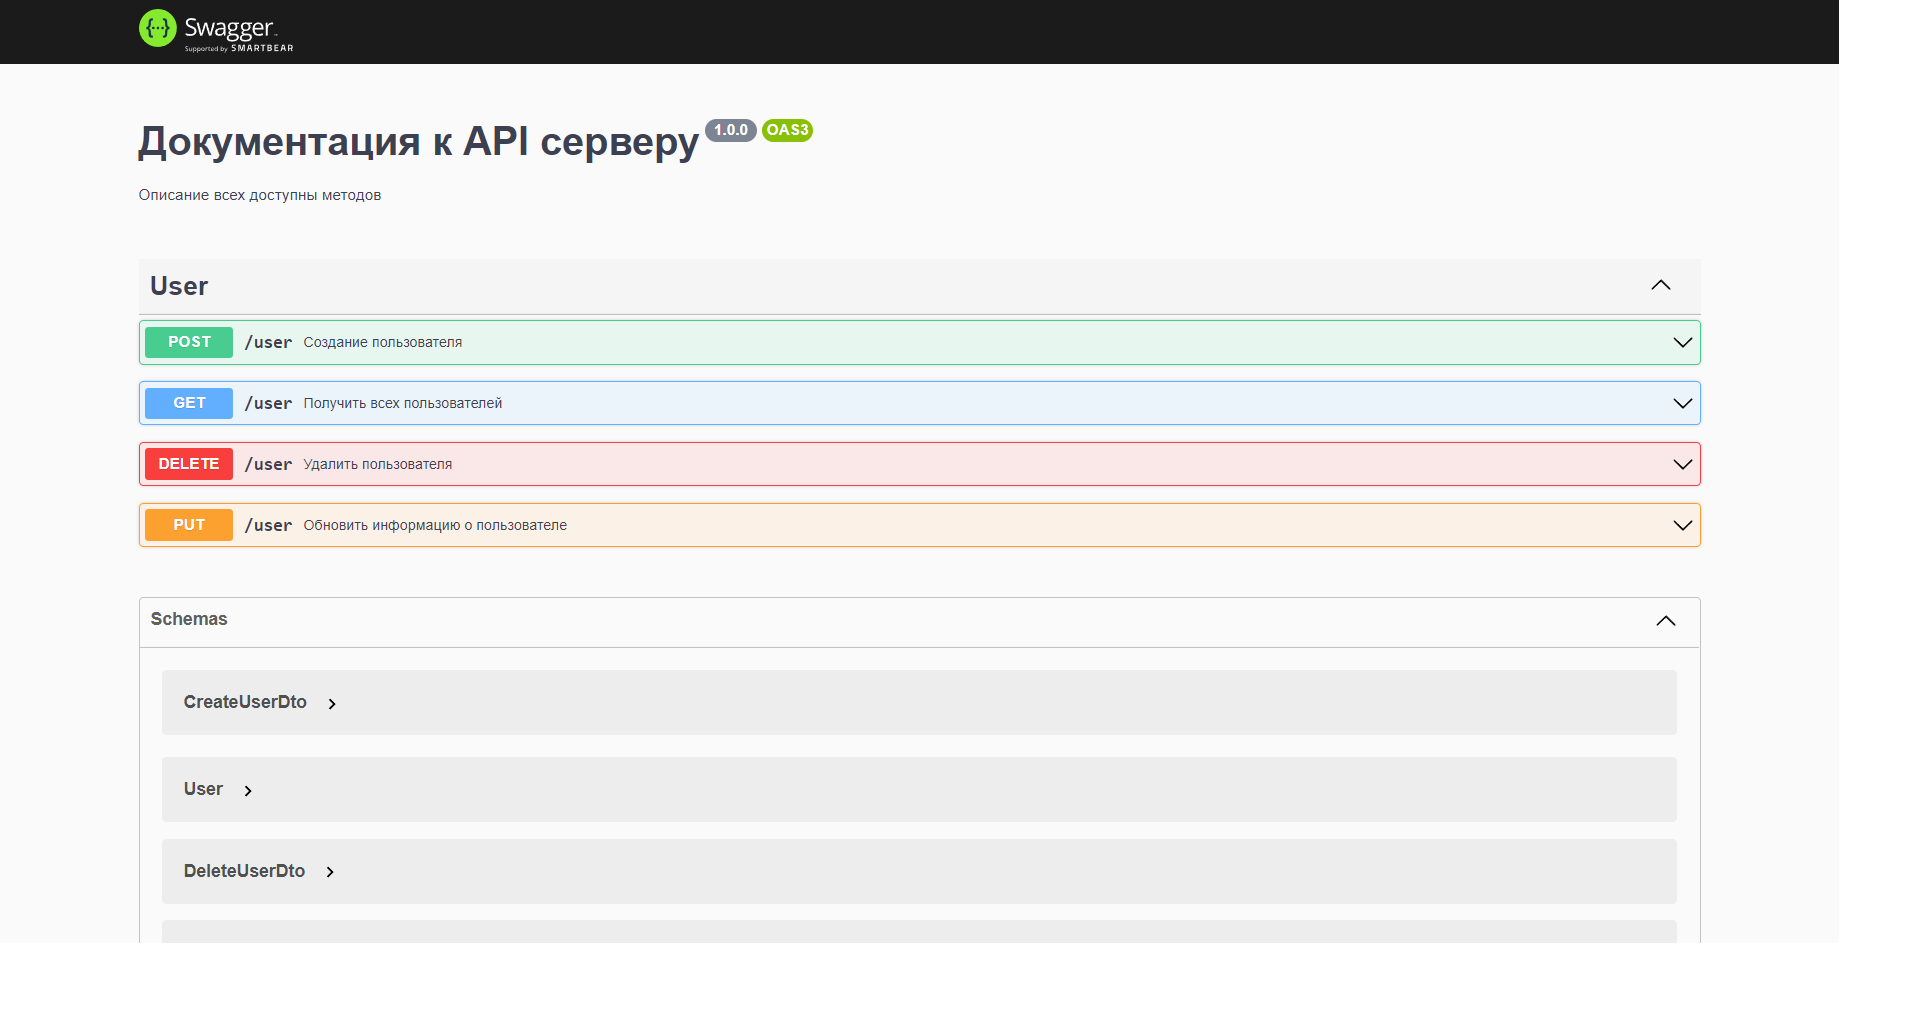 Swagger
Supported by SMARTBEAR
Документация к API серверу 1.0.0 OAS3
Описание всех доступны методов
User
POST /user Создание пользователя
GET /user Получить всех пользователей
DELETE /user Удалить пользователя
PUT /user Обновить информацию о пользователе
Schemas
CreateUserDto
User
DeleteUserDto